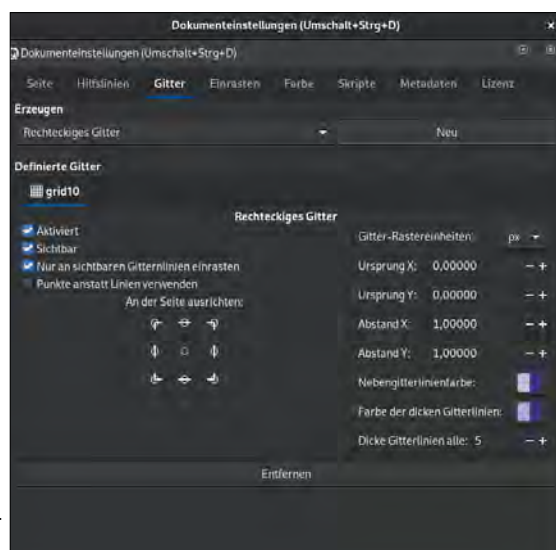 Dokumenteinstellungen (Umschalt+Strg+D)
Dokumenteinstellungen (Umschalt+Strg+D)
Seite Hilfslinien Gitter Einrasten Farbe Skripte Metadaten Lizenz
Erzeugen
Rechteckiges Gitter Neu
Definierte Gitter
grid10
Rechteckiges Gitter
Aktiviert
Sichtbar
Nur an sichtbaren Gitternlinien einrasten
Punkte anstatt Linien verwenden
An der Seite ausrichten:
Gitter-Rastereinheiten: px
Ursprung X: 0,00000 − +
Ursprung Y: 0,00000 − +
Abstand X: 1,00000 − +
Abstand Y: 1,00000 − +
Nebengitterlinienfarbe:
Farbe der dicken Gitterlinien:
Dicke Gitterlinien alle: 5 − +
Entfernen